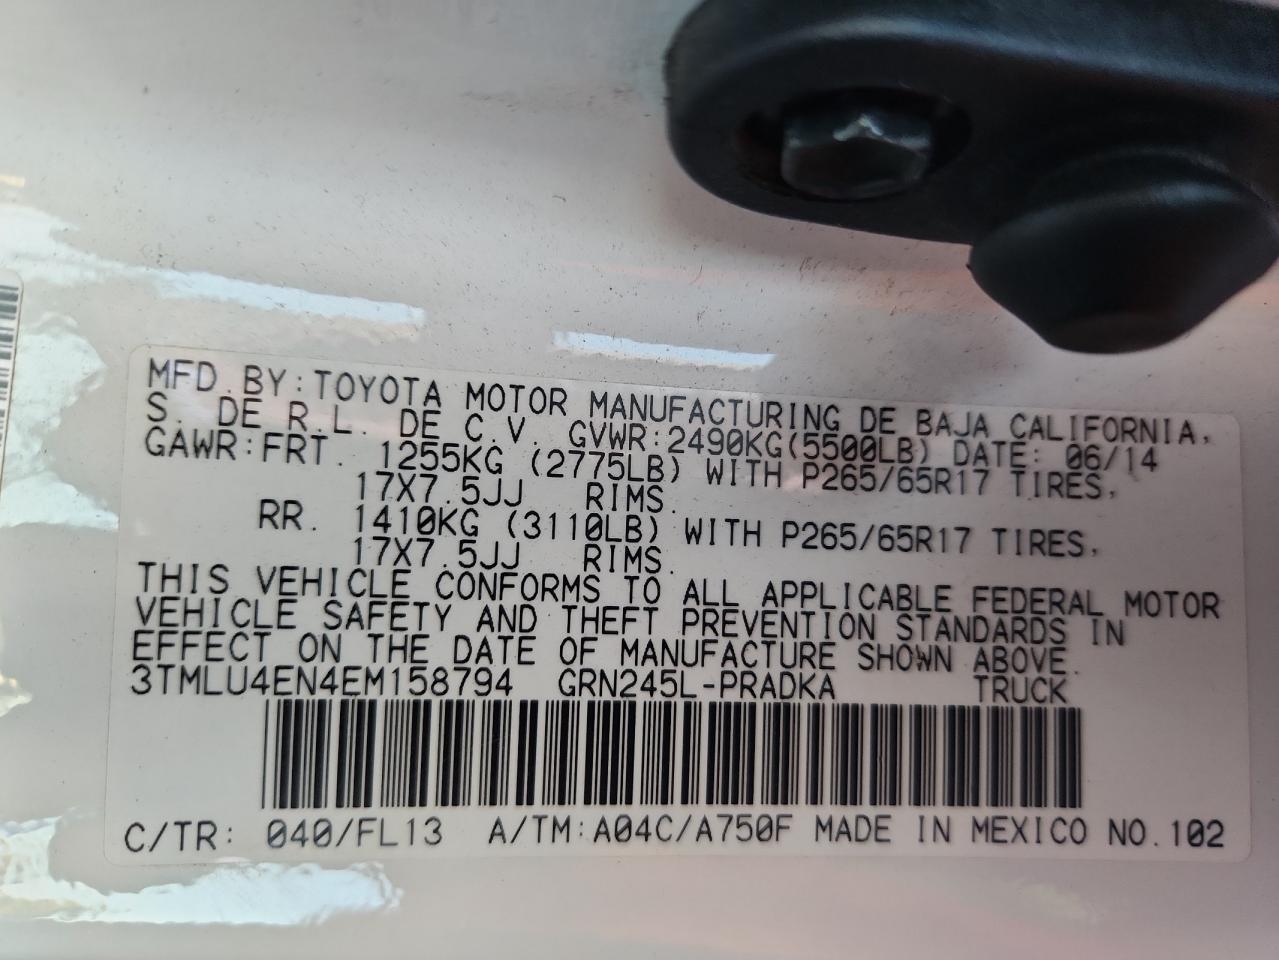 MFD. BY: TOYOTA MOTOR MANUFACTURING DE BAJA CALIFORNIA,
S. DE R.L. DE C.V. GVWR: 2490KG(5500LB) DATE: 06/14
GAWR: FRT. 1255KG (2775LB) WITH P265/65R17 TIRES,
17X7.5JJ RIMS.
RR. 1410KG (3110LB) WITH P265/65R17 TIRES,
17X7.5JJ RIMS.
THIS VEHICLE CONFORMS TO ALL APPLICABLE FEDERAL MOTOR
VEHICLE SAFETY AND THEFT PREVENTION STANDARDS IN
EFFECT ON THE DATE OF MANUFACTURE SHOWN ABOVE.
3TMLU4EN4EM158794 GRN245L-PRADKA TRUCK
C/TR: 040/FL13 A/TM: A04C/A750F MADE IN MEXICO NO.102